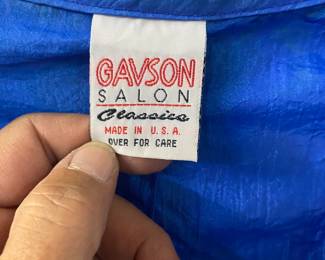 GAVSON
SALON
Classics
MADE IN U.S.A.
OVER FOR CARE